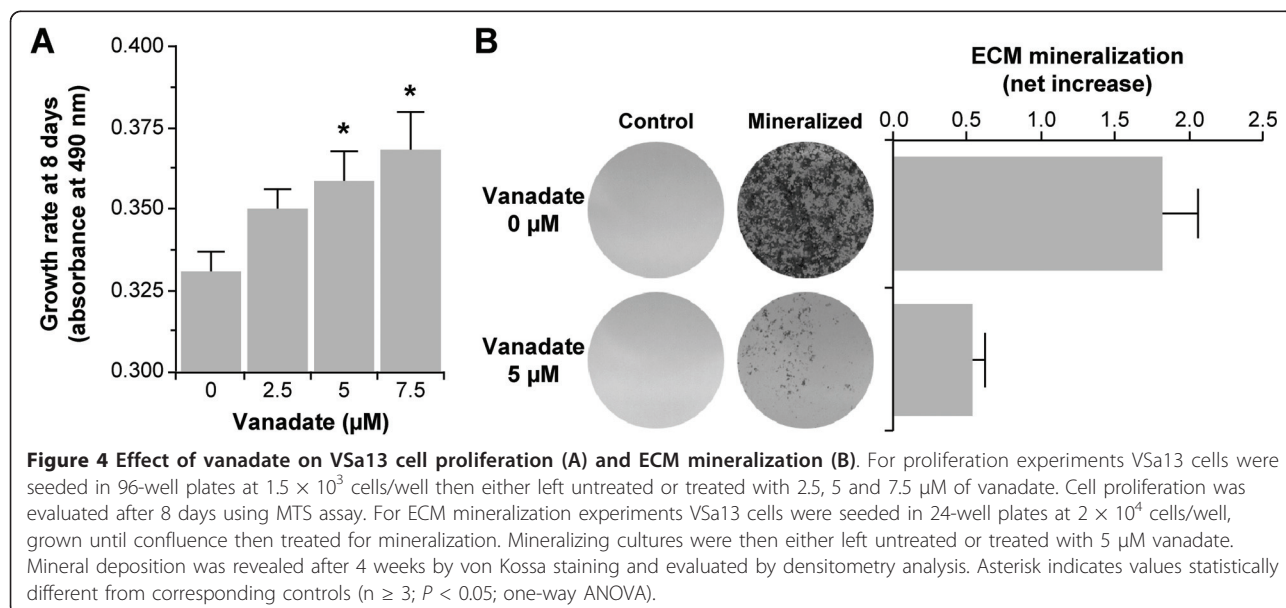 A
Growth rate at 8 days
(absorbance at 490 nm)
0.400
0.375
0.350
0.325
0.300
*
*
0 2.5 5 7.5
Vanadate (µM)
B
ECM mineralization
(net increase)
0.0 0.5 1.0 1.5 2.0 2.5
Control Mineralized
Vanadate
0 µM
Vanadate
5 µM
Figure 4 Effect of vanadate on VSa13 cell proliferation (A) and ECM mineralization (B). For proliferation experiments VSa13 cells were
seeded in 96-well plates at 1.5 × 10³ cells/well then either left untreated or treated with 2.5, 5 and 7.5 µM of vanadate. Cell proliferation was
evaluated after 8 days using MTS assay. For ECM mineralization experiments VSa13 cells were seeded in 24-well plates at 2 × 10⁴ cells/well,
grown until confluence then treated for mineralization. Mineralizing cultures were then either left untreated or treated with 5 µM vanadate.
Mineral deposition was revealed after 4 weeks by von Kossa staining and evaluated by densitometry analysis. Asterisk indicates values statistically
different from corresponding controls (n ≥ 3; P < 0.05; one-way ANOVA).